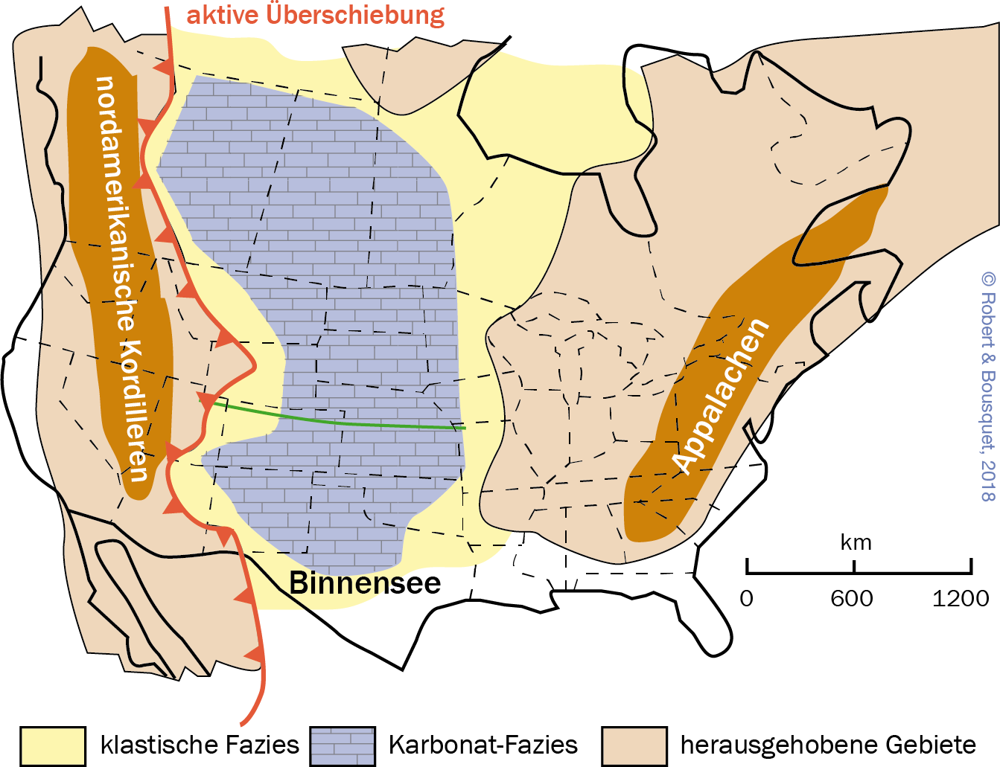 aktive Überschiebung
nordamerikanische Kordilleren
Appalachen
Binnensee
© Robert & Bousquet, 2018
km
0 600 1200
klastische Fazies Karbonat-Fazies herausgehobene Gebiete